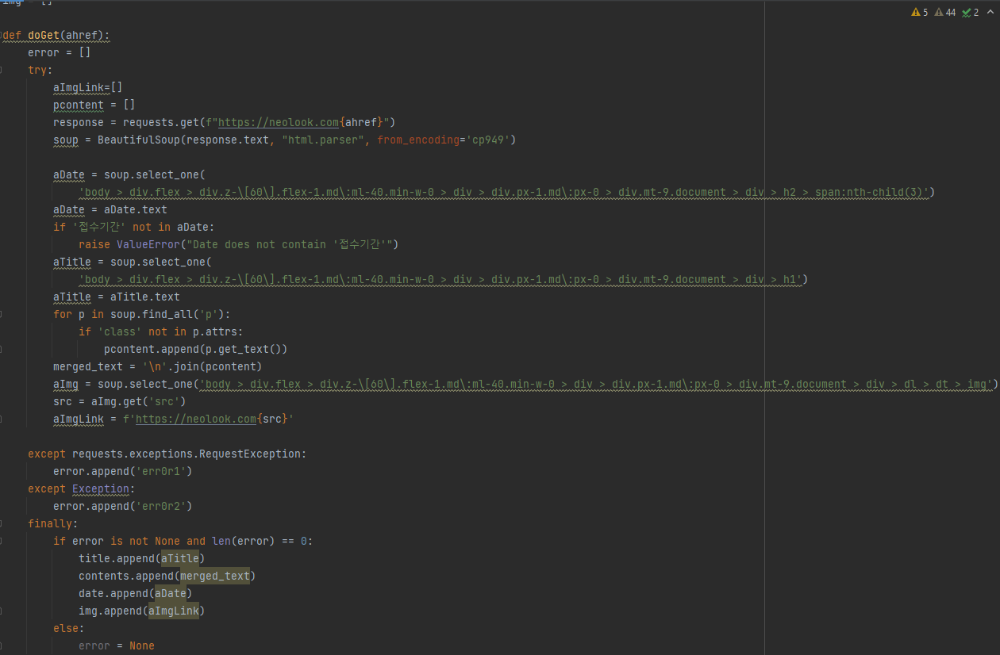 img = []
5 44 2
def doGet(ahref):
    error = []
    try:
        aImgLink=[]
        pcontent = []
        response = requests.get(f"https://neolook.com{ahref}")
        soup = BeautifulSoup(response.text, "html.parser", from_encoding='cp949')

        aDate = soup.select_one(
            'body > div.flex > div.z-\[60\].flex-1.md\:ml-40.min-w-0 > div > div.px-1.md\:px-0 > div.mt-9.document > div > h2 > span:nth-child(3)')
        aDate = aDate.text
        if '접수기간' not in aDate:
            raise ValueError("Date does not contain '접수기간'")
        aTitle = soup.select_one(
            'body > div.flex > div.z-\[60\].flex-1.md\:ml-40.min-w-0 > div > div.px-1.md\:px-0 > div.mt-9.document > div > h1')
        aTitle = aTitle.text
        for p in soup.find_all('p'):
            if 'class' not in p.attrs:
                pcontent.append(p.get_text())
        merged_text = '\n'.join(pcontent)
        aImg = soup.select_one('body > div.flex > div.z-\[60\].flex-1.md\:ml-40.min-w-0 > div > div.px-1.md\:px-0 > div.mt-9.document > div > dl > dt > img')
        src = aImg.get('src')
        aImgLink = f'https://neolook.com{src}'

    except requests.exceptions.RequestException:
        error.append('err0r1')
    except Exception:
        error.append('err0r2')
    finally:
        if error is not None and len(error) == 0:
            title.append(aTitle)
            contents.append(merged_text)
            date.append(aDate)
            img.append(aImgLink)
        else:
            error = None